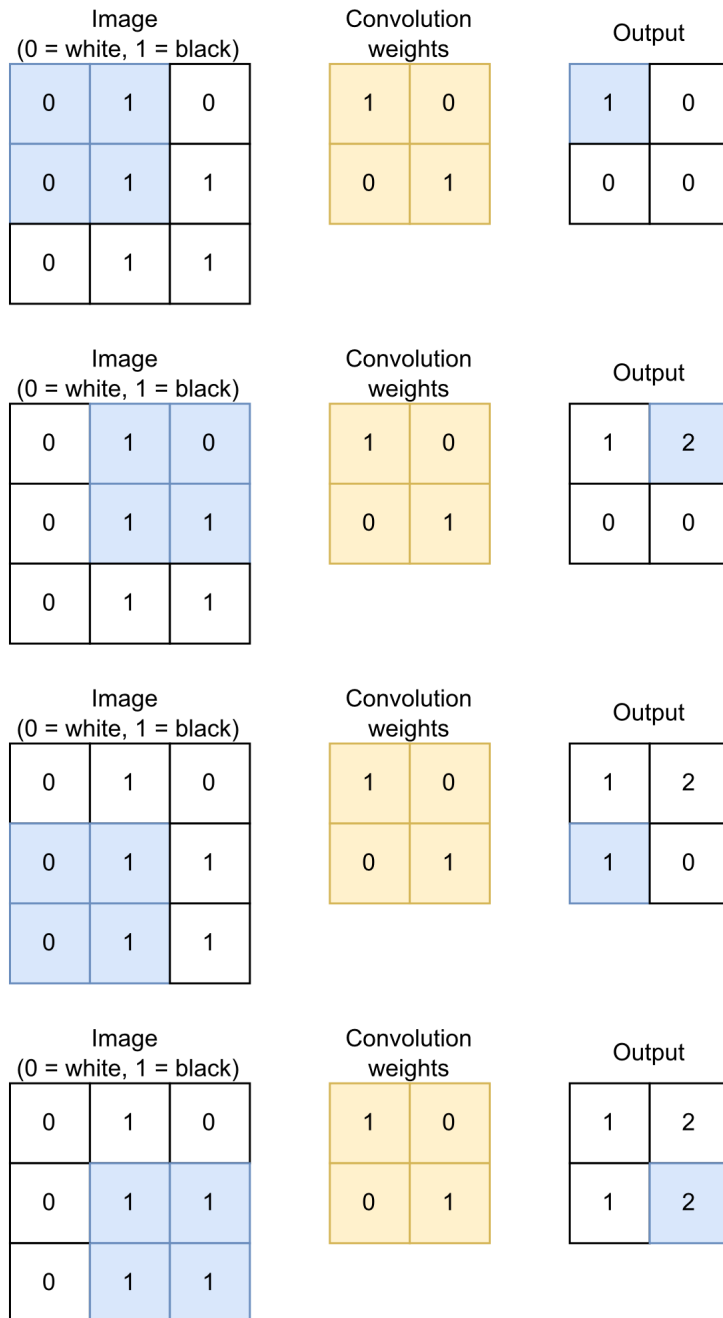 Image
(0 = white, 1 = black)
Convolution
weights
Output
0 1 0
1 0
1 0
0 1 1
0 1
0 0
0 1 1
Image
(0 = white, 1 = black)
Convolution
weights
Output
0 1 0
1 0
1 2
0 1 1
0 1
0 0
0 1 1
Image
(0 = white, 1 = black)
Convolution
weights
Output
0 1 0
1 0
1 2
0 1 1
0 1
1 0
0 1 1
Image
(0 = white, 1 = black)
Convolution
weights
Output
0 1 0
1 0
1 2
0 1 1
0 1
1 2
0 1 1